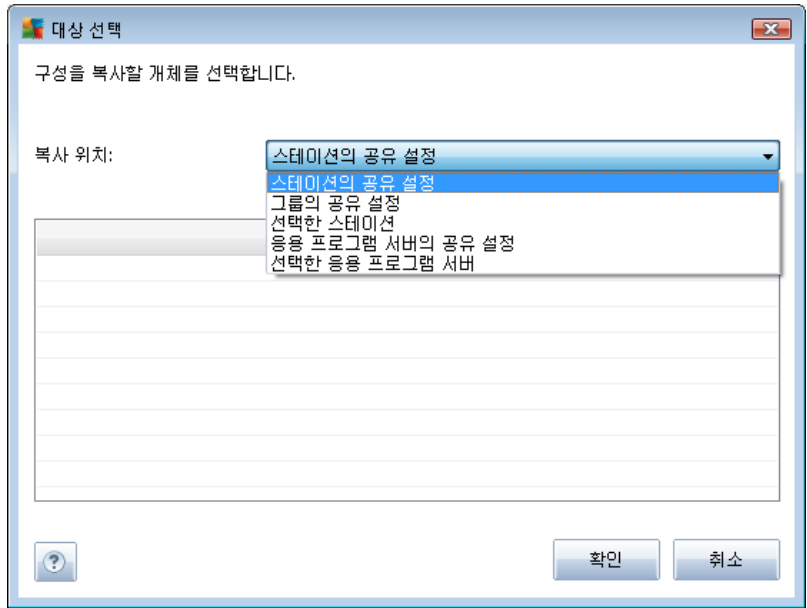 대상 선택
구성을 복사할 개체를 선택합니다.
복사 위치:
스테이션의 공유 설정
스테이션의 공유 설정
그룹의 공유 설정
선택한 스테이션
응용 프로그램 서버의 공유 설정
선택한 응용 프로그램 서버
?
확인
취소